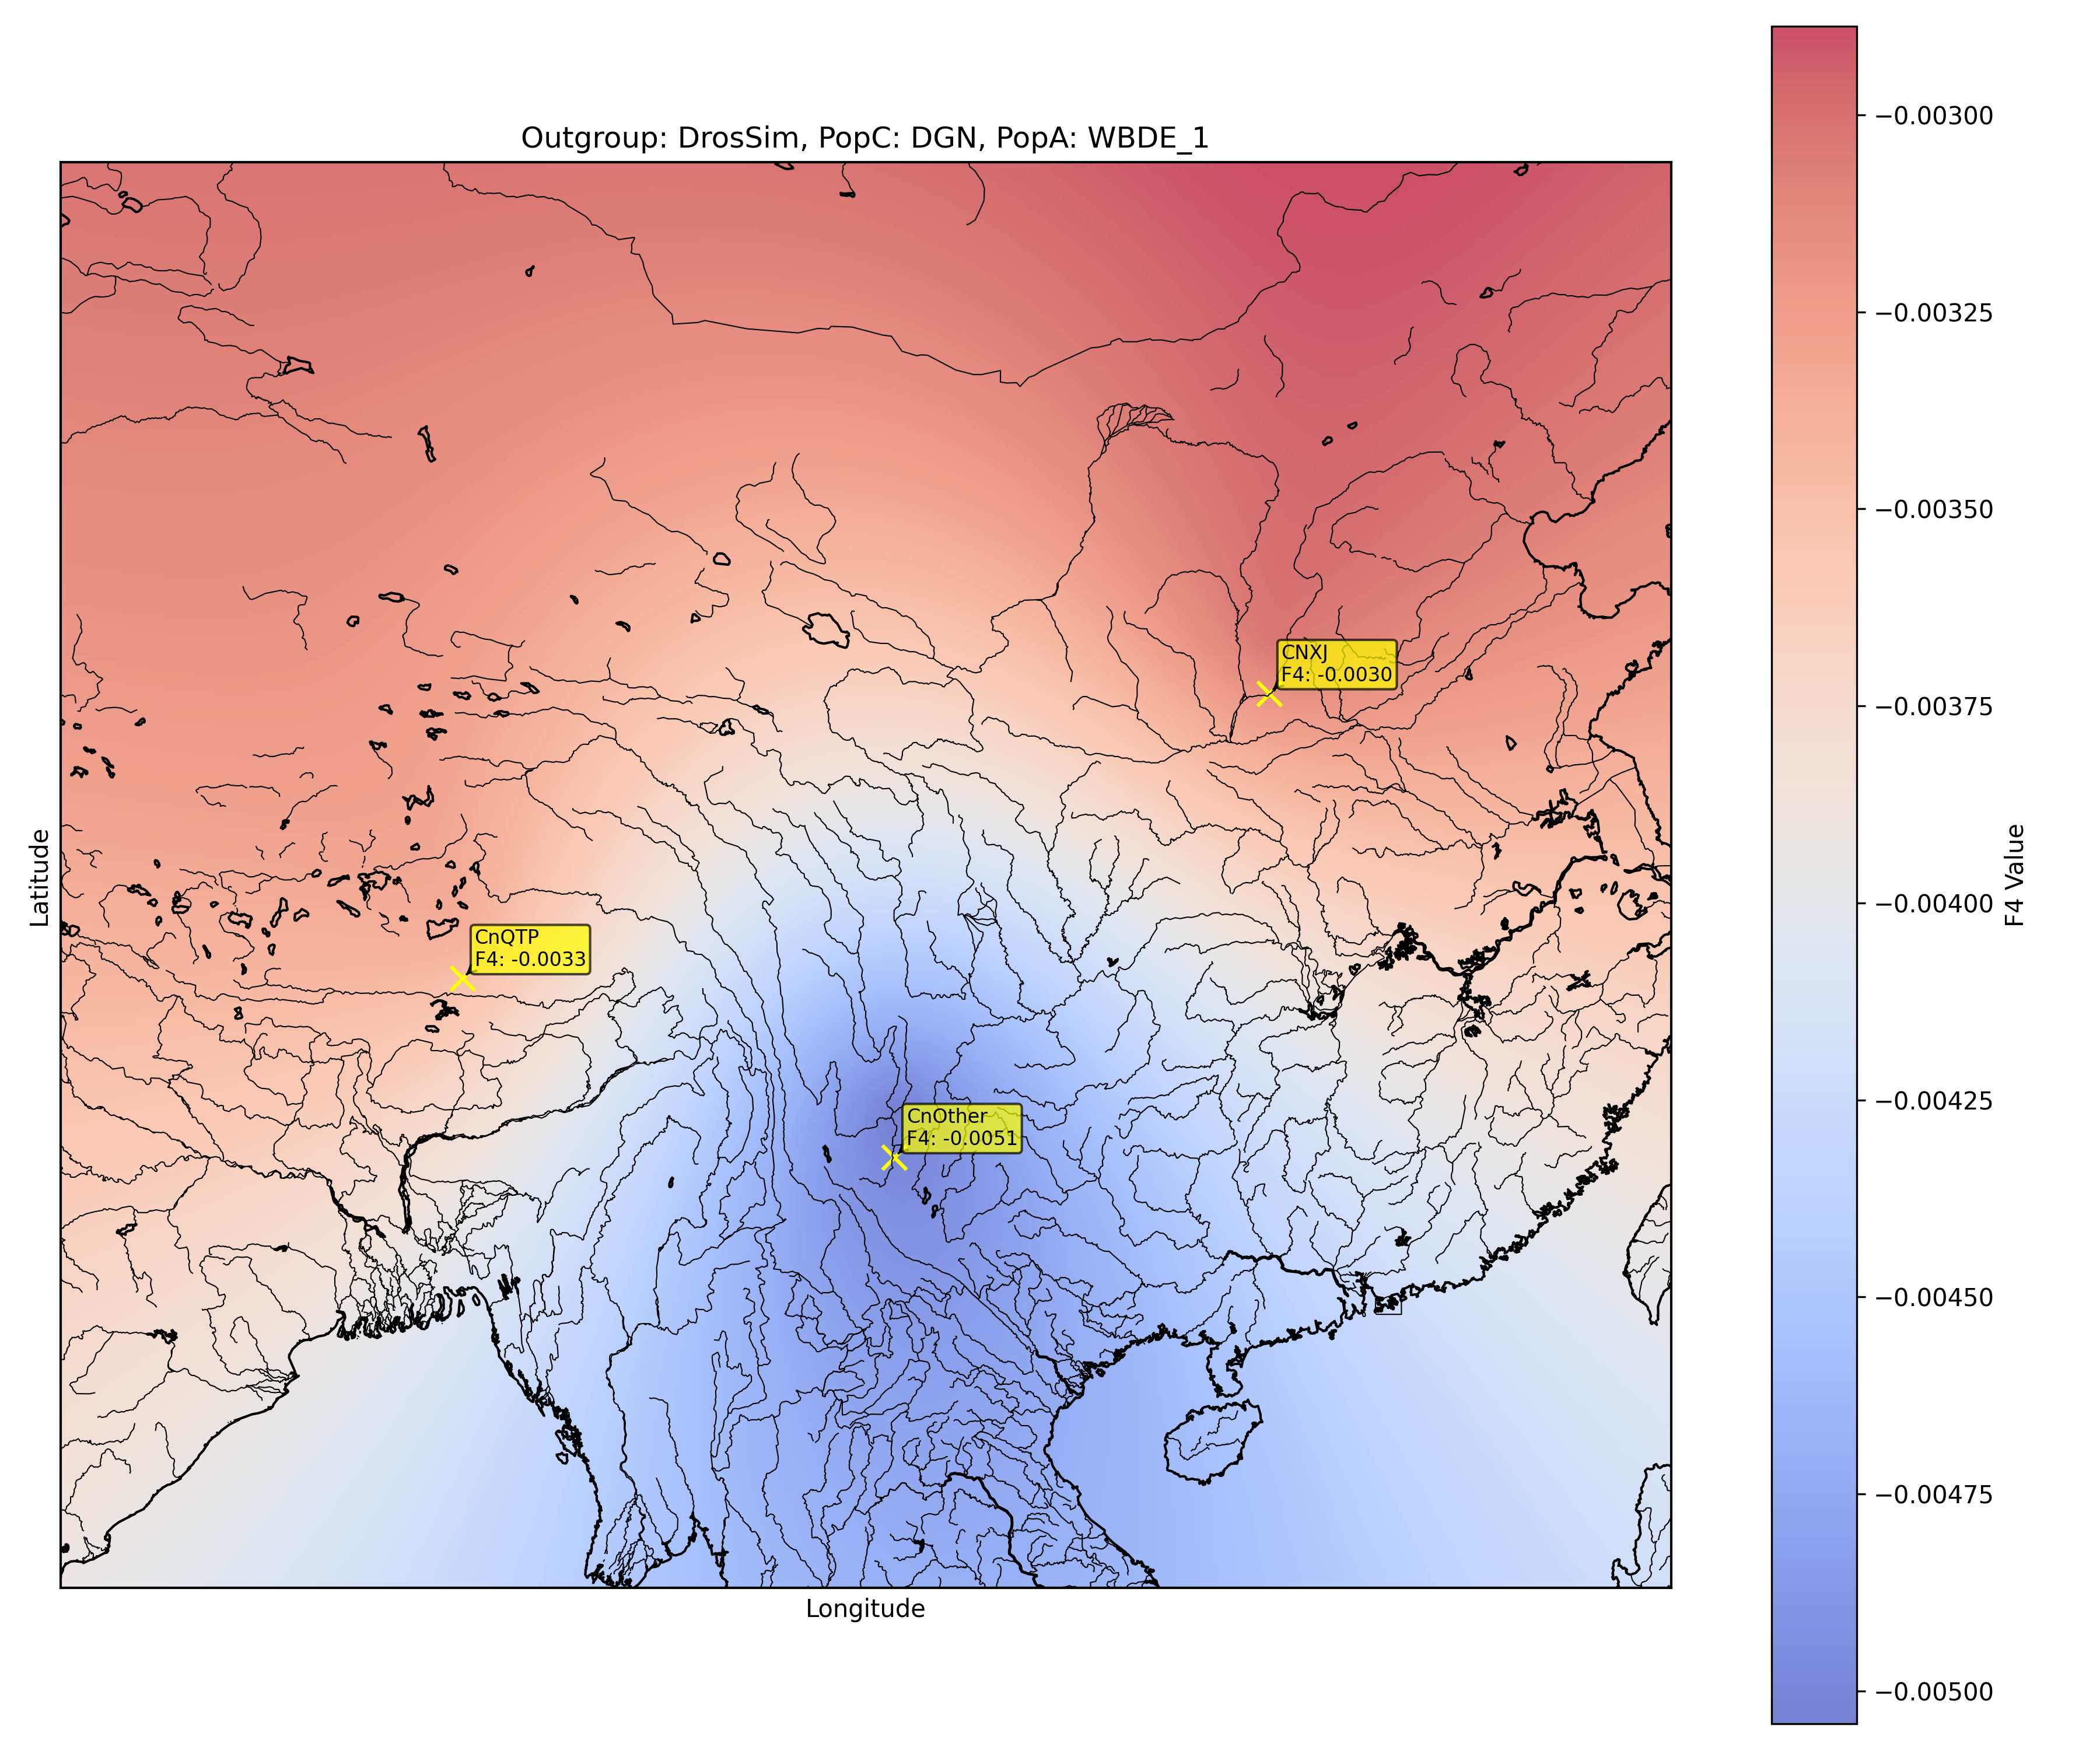 Outgroup: DrosSim, PopC: DGN, PopA: WBDE_1
−0.00300
−0.00325
−0.00350
−0.00375
−0.00400
−0.00425
−0.00450
−0.00475
−0.00500
F4 Value
Latitude
CNXJ
F4: -0.0030
CnQTP
F4: -0.0033
CnOther
F4: -0.0051
Longitude